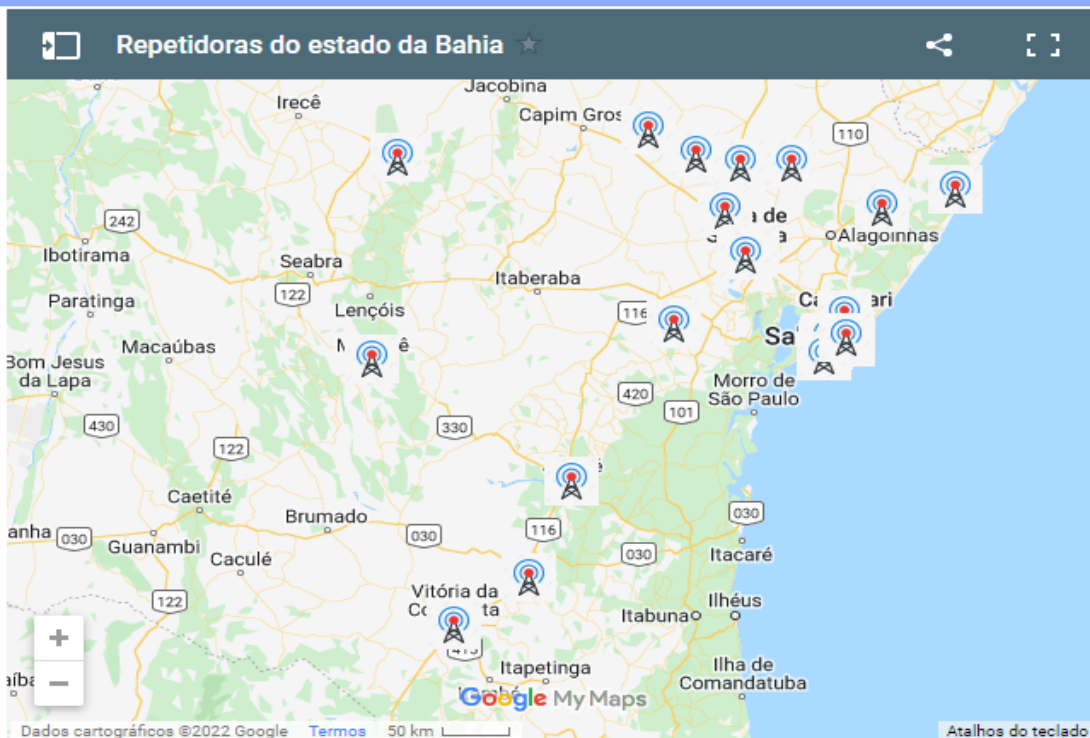 Repetidoras do estado da Bahia
Jacobina
Irecê
Capim Gros
110
242
Ibotirama
Seabra
Alagoinhas
a de
Itaberaba
122
Paratinga
Lençóis
116
Macaúbas
Bom Jesus
da Lapa
Morro de
São Paulo
420
101
430
330
122
Caetité
Brumado
030
116
030
anha
030
Guanambi
Caculé
030
Itacaré
122
Vitória da
Itabuna
Ilhéus
Itapetinga
Ilha de
Comandatuba
Google My Maps
Dados cartográficos ©2022 Google Termos 50 km
Atalhos do teclado